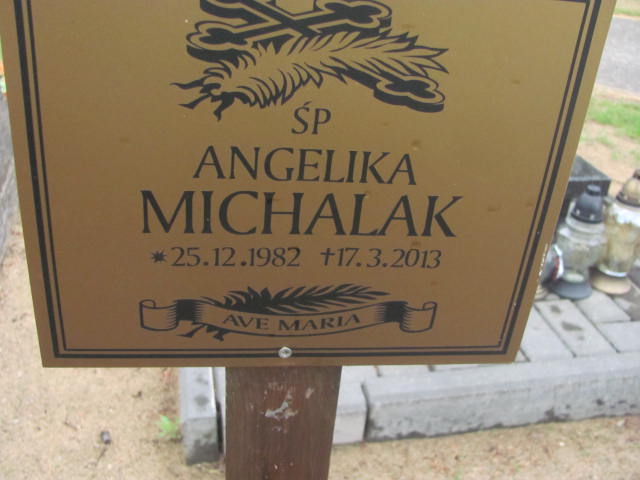 ŚP
ANGELIKA
MICHALAK
*25.12.1982 †17.3.2013
AVE MARIA